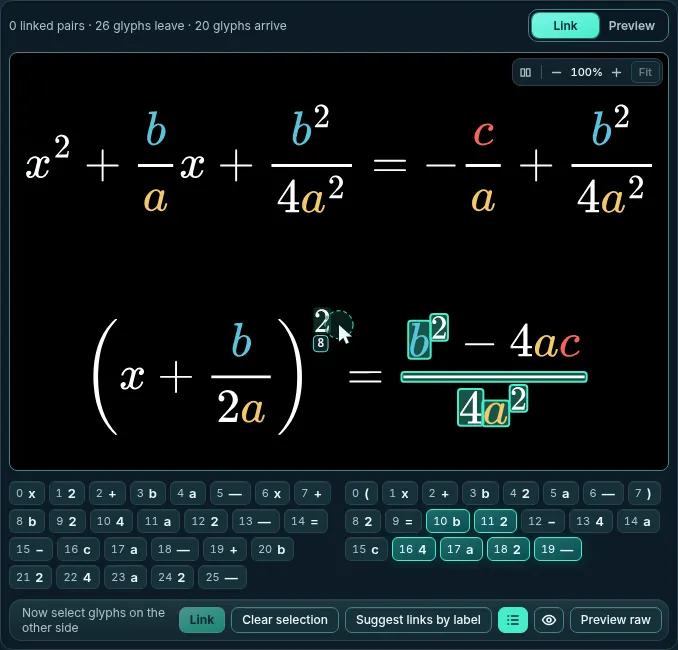 0 linked pairs · 26 glyphs leave · 20 glyphs arrive
Link Preview
100% Fit
x² + b/a x + b²/4a² = − c/a + b²/4a²
(x + b/2a)² = b² − 4ac / 4a²
8
0 x 1 2 2 + 3 b 4 a 5 — 6 x 7 +
8 b 9 2 10 4 11 a 12 2 13 — 14 =
15 − 16 c 17 a 18 — 19 + 20 b
21 2 22 4 23 a 24 2 25 —
0 ( 1 x 2 + 3 b 4 2 5 a 6 — 7 )
8 2 9 = 10 b 11 2 12 − 13 4 14 a
15 c 16 4 17 a 18 2 19 —
Now select glyphs on the
other side
Link Clear selection Suggest links by label Preview raw